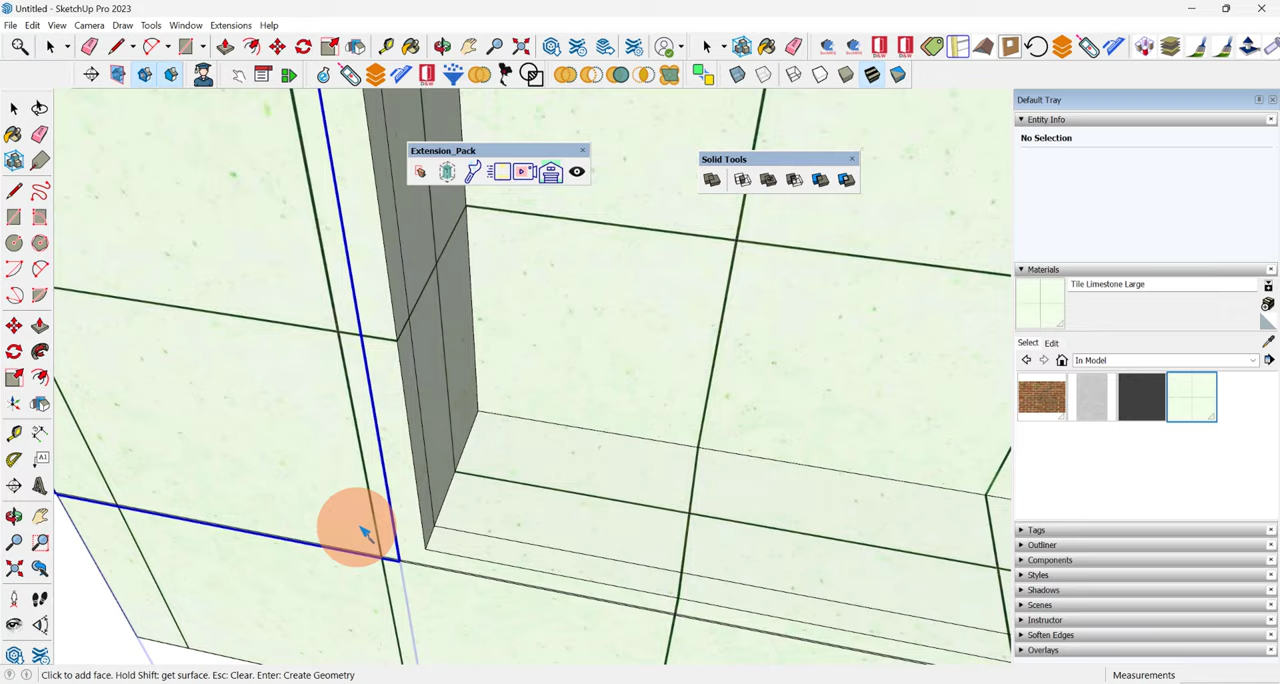 Untitled - SketchUp Pro 2023
File Edit View Camera Draw Tools Window Extensions Help
D&W
D&W
D&W
Extension_Pack
Solid Tools
A1
Default Tray
Entity Info
No Selection
Materials
Tile Limestone Large
Select Edit
In Model
Tags
Outliner
Components
Styles
Shadows
Scenes
Instructor
Soften Edges
Overlays
Click to add face. Hold Shift: get surface. Esc: Clear. Enter: Create Geometry
Measurements